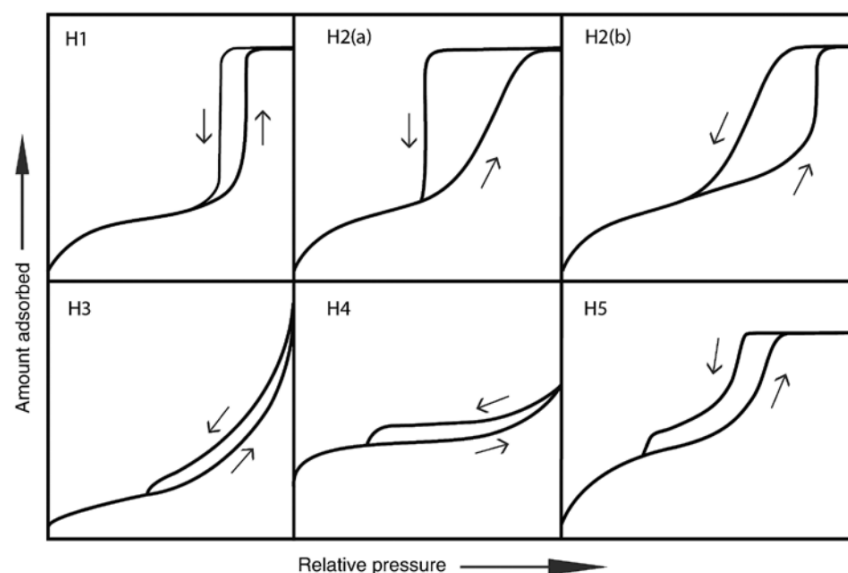 H1
H2(a)
H2(b)
H3
H4
H5
Amount adsorbed
Relative pressure